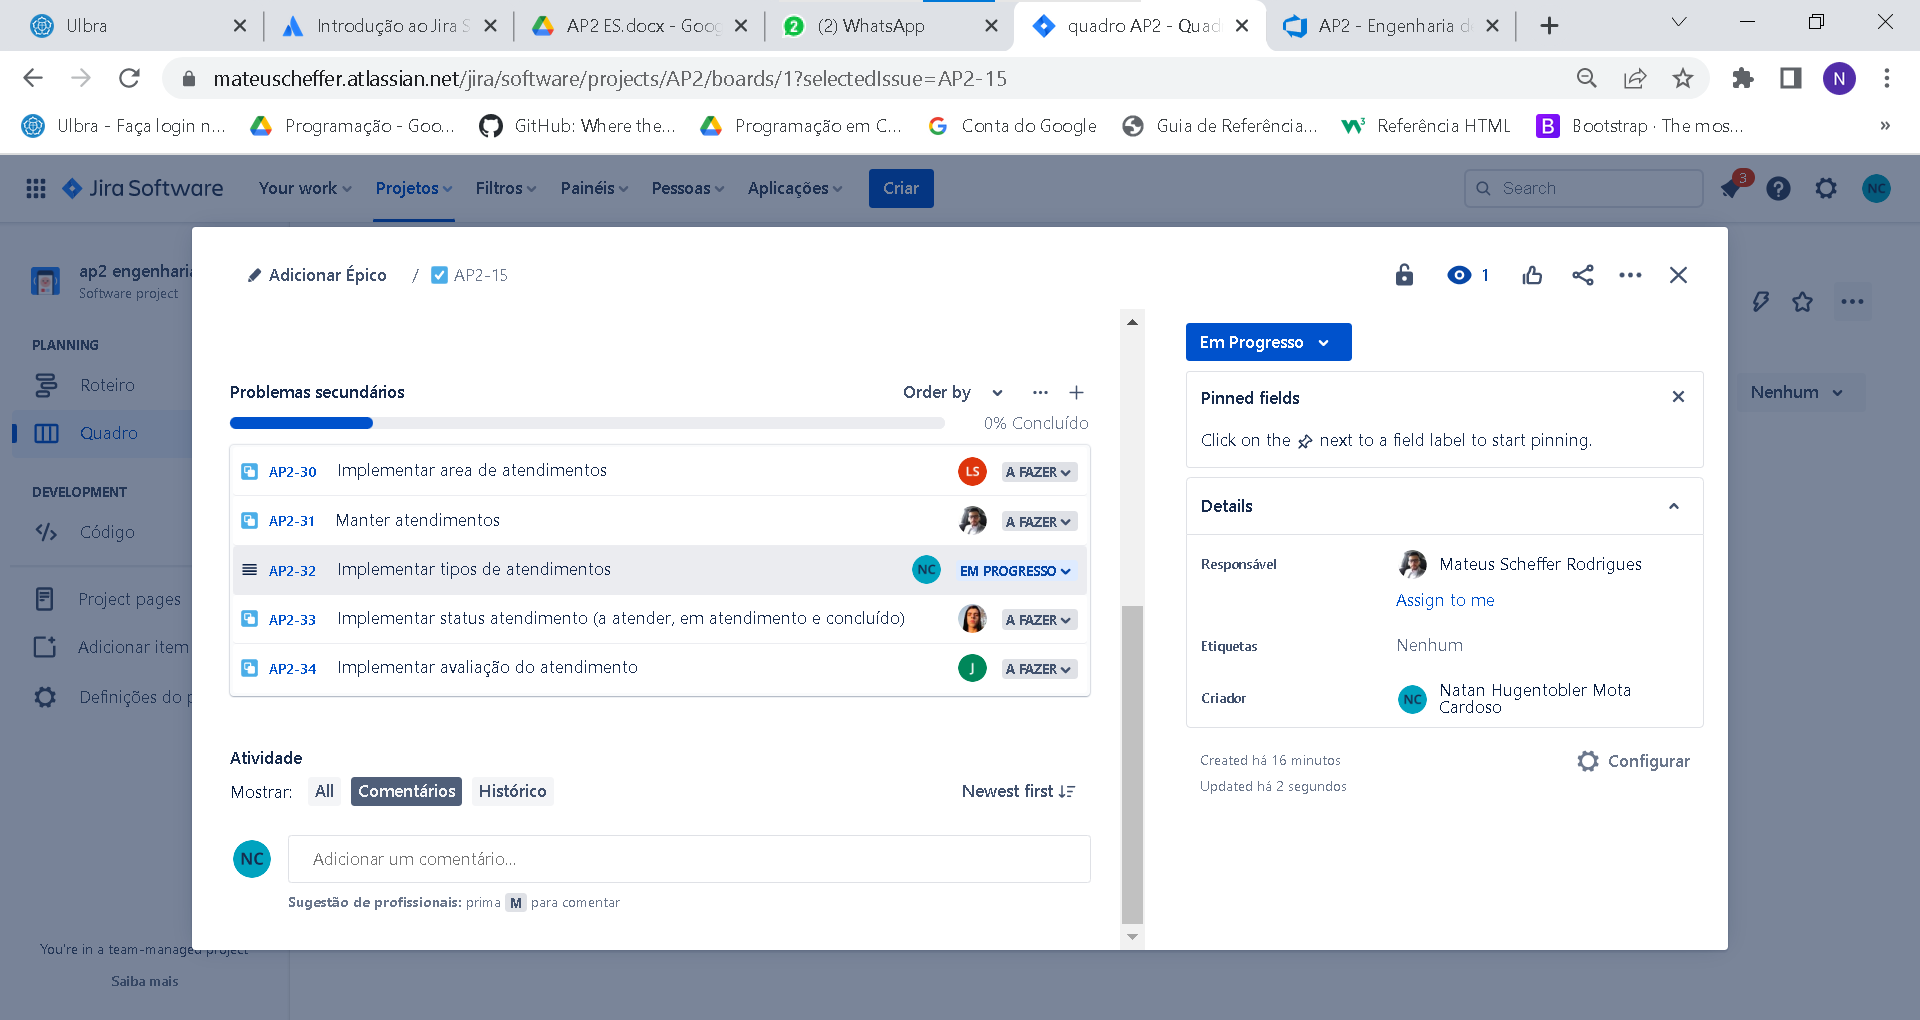 Ulbra
Introdução ao Jira S
AP2 ES.docx - Goog
(2) WhatsApp
quadro AP2 - Quad
AP2 - Engenharia d
mateuscheffer.atlassian.net/jira/software/projects/AP2/boards/1?selectedIssue=AP2-15
N
Ulbra - Faça login n...
Programação - Goo...
GitHub: Where the...
Programação em C...
Conta do Google
Guia de Referência...
Referência HTML
Bootstrap · The mos...
»
Jira Software
Your work
Projetos
Filtros
Painéis
Pessoas
Aplicações
Criar
Search
3
NC
ap2 engenharia
Software project
PLANNING
Roteiro
Quadro
DEVELOPMENT
Código
Project pages
Adicionar item
Definições do p
You're in a team-managed project
Saiba mais
Nenhum
Adicionar Épico
/
AP2-15
1
Problemas secundários
Order by
0% Concluído
AP2-30 Implementar area de atendimentos LS A FAZER
AP2-31 Manter atendimentos A FAZER
AP2-32 Implementar tipos de atendimentos NC EM PROGRESSO
AP2-33 Implementar status atendimento (a atender, em atendimento e concluído) A FAZER
AP2-34 Implementar avaliação do atendimento J A FAZER
Atividade
Mostrar: All Comentários Histórico Newest first
NC
Adicionar um comentário...
Sugestão de profissionais: prima M para comentar
Em Progresso
Pinned fields
Click on the next to a field label to start pinning.
Details
Responsável Mateus Scheffer Rodrigues
Assign to me
Etiquetas Nenhum
Criador NC Natan Hugentobler Mota
Cardoso
Created há 16 minutos
Updated há 2 segundos
Configurar